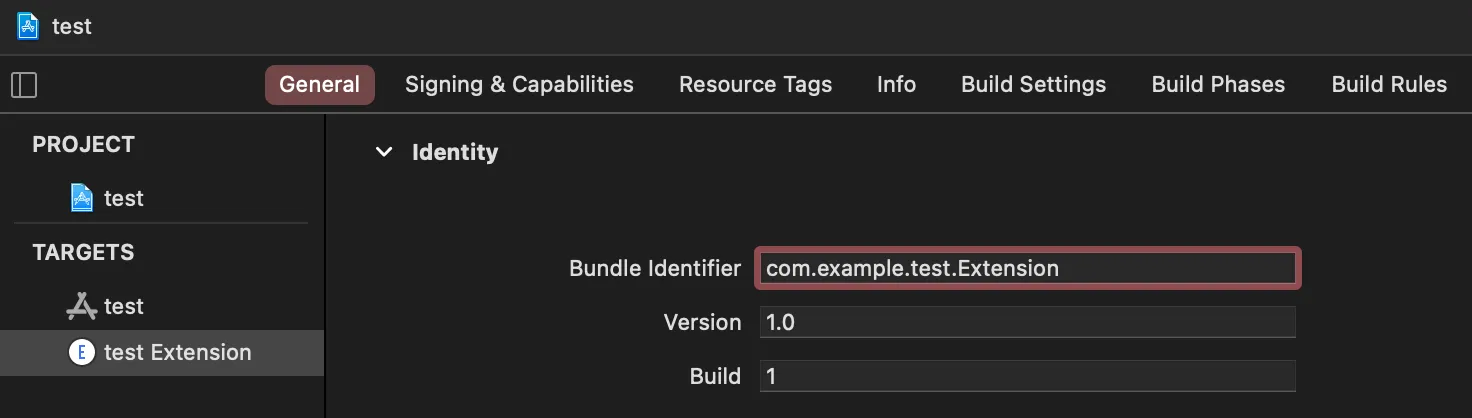 test
General Signing & Capabilities Resource Tags Info Build Settings Build Phases Build Rules
PROJECT
test
TARGETS
test
E test Extension
Identity
Bundle Identifier com.example.test.Extension
Version 1.0
Build 1